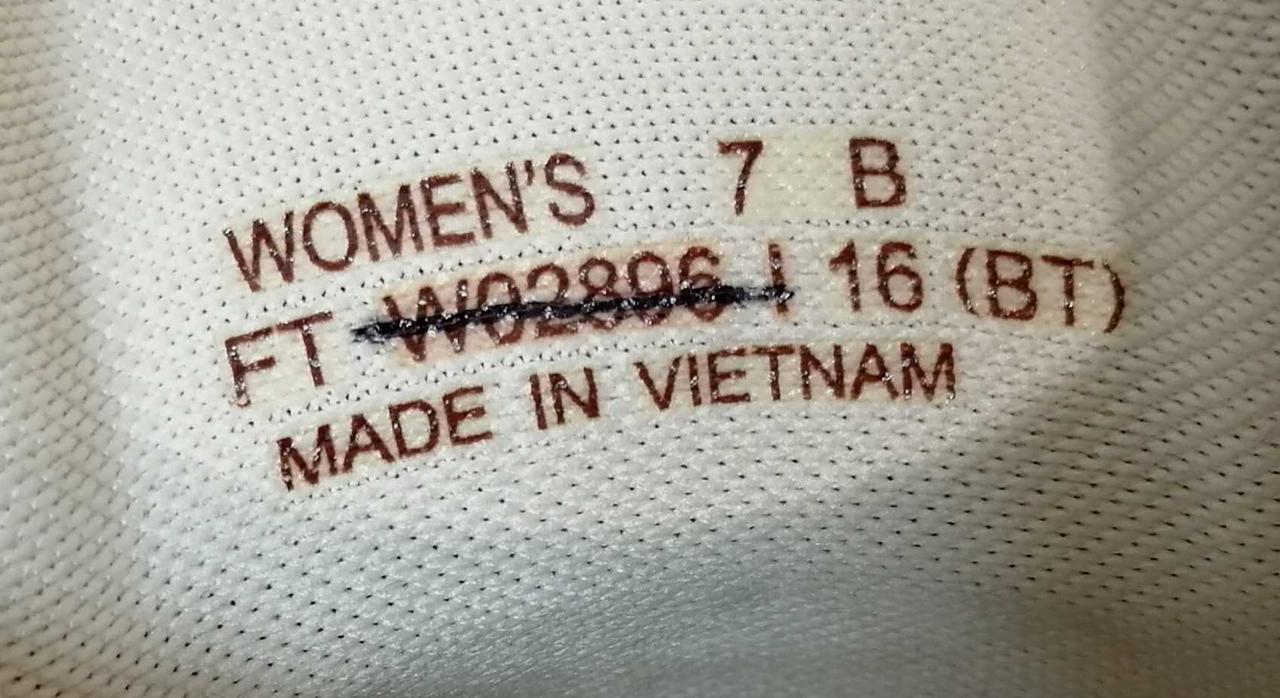 WOMEN'S 7 B
FT W02896 I 16 (BT)
MADE IN VIETNAM